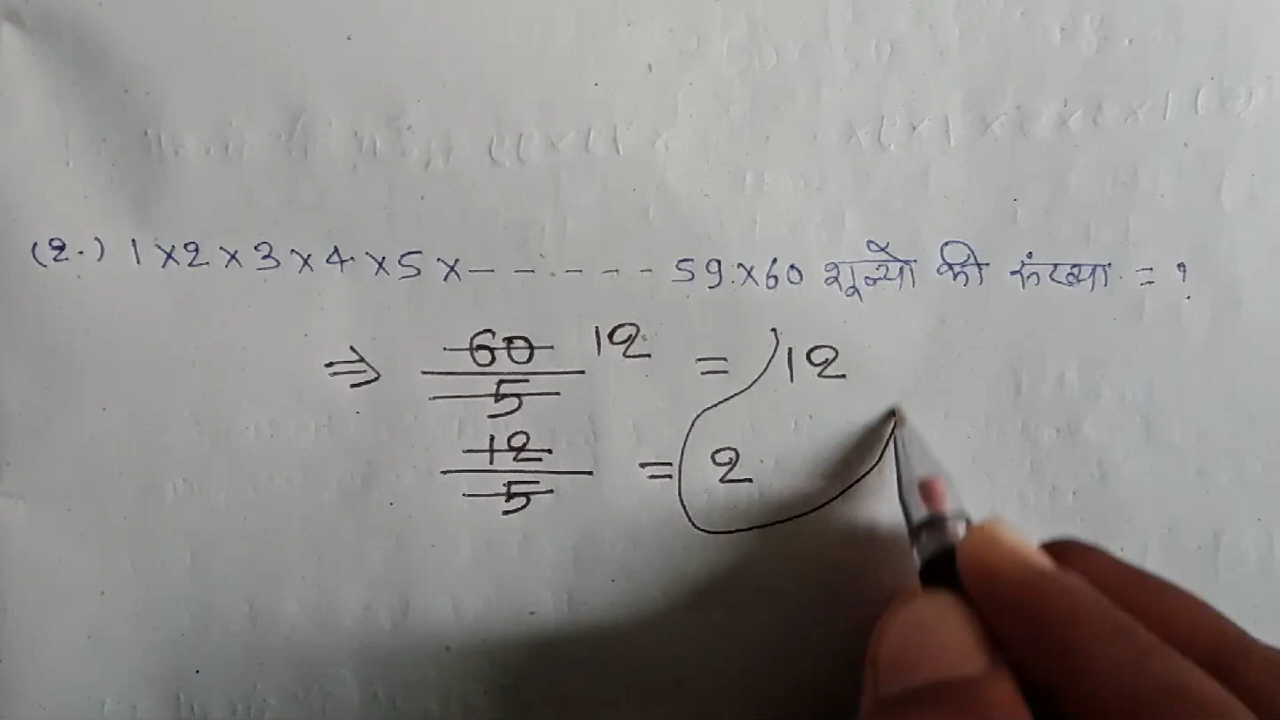 (2.) 1×2×3×4×5×------59.×60 शून्यो की संख्या = ?
⇒ 60/5 12 = 12
12/5 = 2